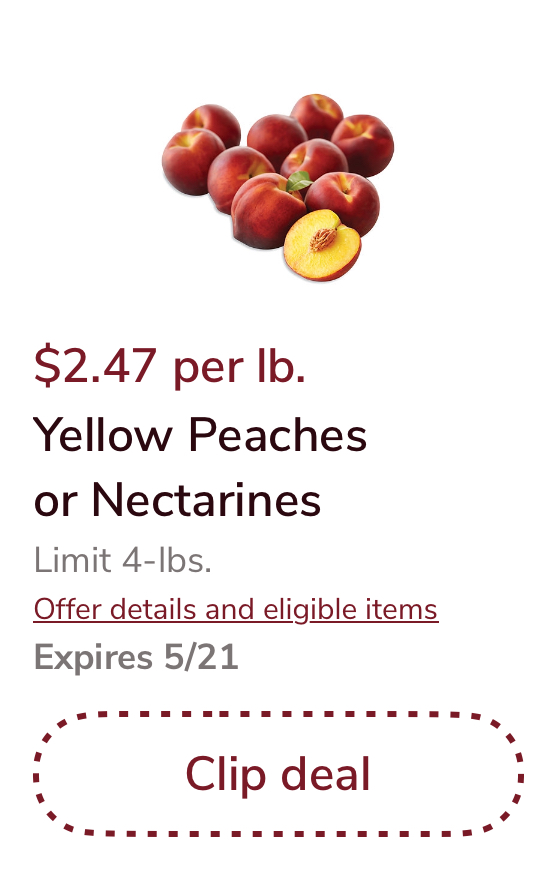 $2.47 per lb.
Yellow Peaches
or Nectarines
Limit 4-lbs.
Offer details and eligible items
Expires 5/21
Clip deal